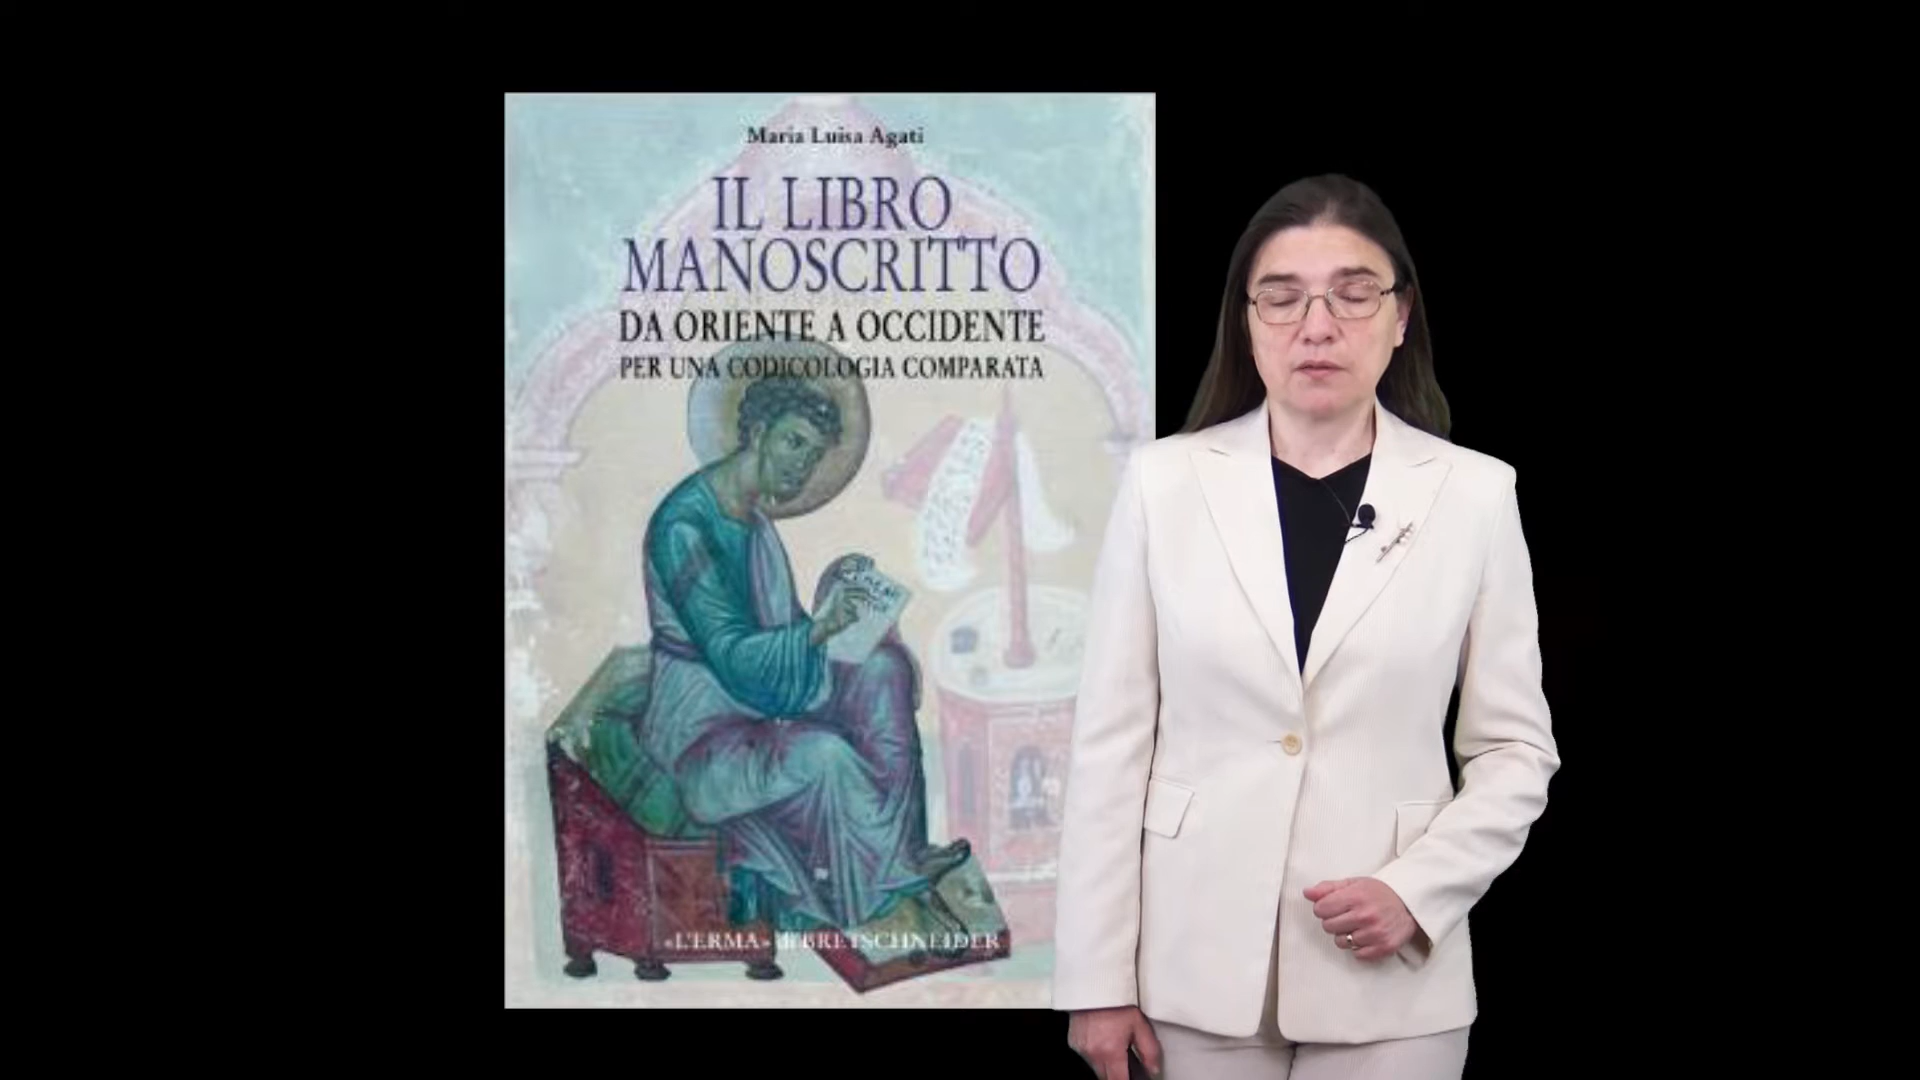 Maria Luisa Agati
IL LIBRO
MANOSCRITTO
DA ORIENTE A OCCIDENTE
PER UNA CODICOLOGIA COMPARATA
«L'ERMA» di BRETSCHNEIDER